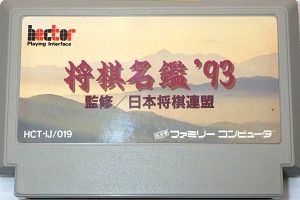 hector
Playing Interface
将棋名鑑'93
監修/日本将棋連盟
HCT-IJ/019
ファミリーコンピュータ